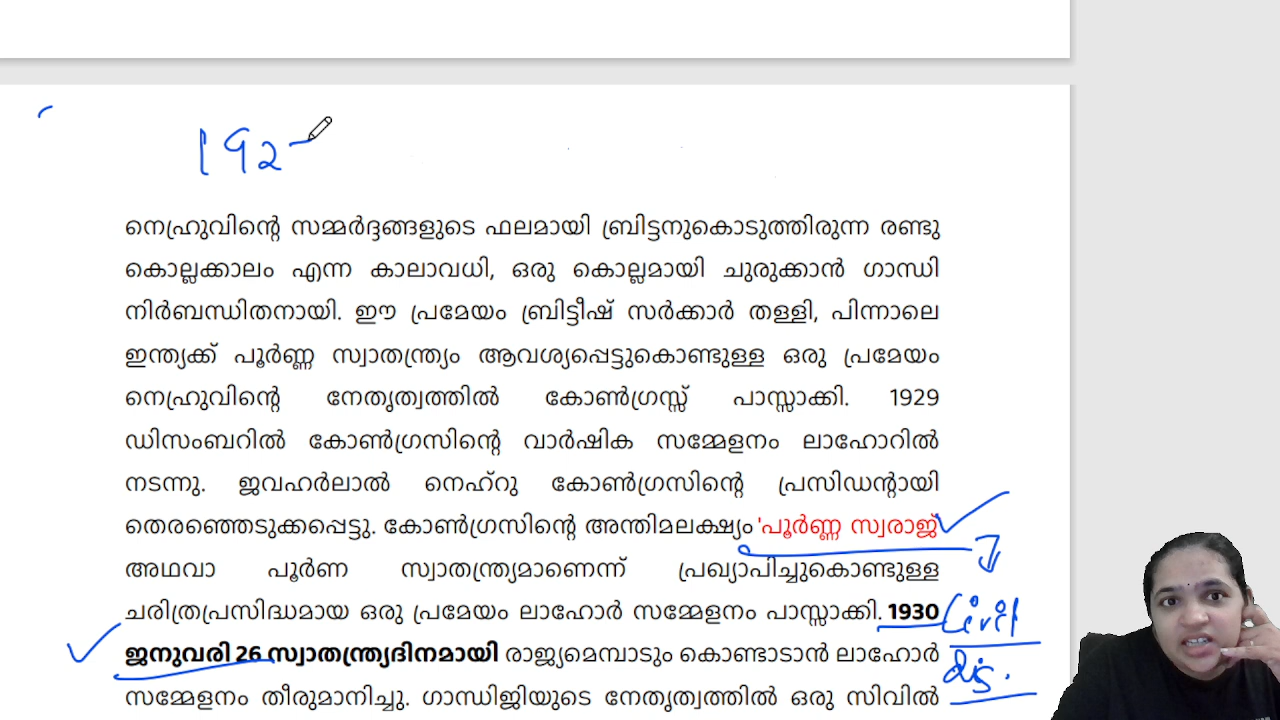 192
നെഹ്രുവിന്റെ സമ്മർദ്ദങ്ങളുടെ ഫലമായി ബ്രിട്ടനുകൊടുത്തിരുന്ന രണ്ടു
കൊല്ലക്കാലം എന്ന കാലാവധി, ഒരു കൊല്ലമായി ചുരുക്കാൻ ഗാന്ധി
നിർബന്ധിതനായി. ഈ പ്രമേയം ബ്രിട്ടീഷ് സർക്കാർ തള്ളി, പിന്നാലെ
ഇന്ത്യക്ക് പൂർണ്ണ സ്വാതന്ത്ര്യം ആവശ്യപ്പെട്ടുകൊണ്ടുള്ള ഒരു പ്രമേയം
നെഹ്രുവിന്റെ നേതൃത്വത്തിൽ കോൺഗ്രസ്സ് പാസ്സാക്കി. 1929
ഡിസംബറിൽ കോൺഗ്രസിന്റെ വാർഷിക സമ്മേളനം ലാഹോറിൽ
നടന്നു. ജവഹർലാൽ നെഹ്റു കോൺഗ്രസിന്റെ പ്രസിഡന്റായി
തെരഞ്ഞെടുക്കപ്പെട്ടു. കോൺഗ്രസിന്റെ അന്തിമലക്ഷ്യം 'പൂർണ്ണ സ്വരാജ്'
അഥവാ പൂർണ സ്വാതന്ത്ര്യമാണെന്ന് പ്രഖ്യാപിച്ചുകൊണ്ടുള്ള
ചരിത്രപ്രസിദ്ധമായ ഒരു പ്രമേയം ലാഹോർ സമ്മേളനം പാസ്സാക്കി. 1930 Civil
ജനുവരി 26 സ്വാതന്ത്ര്യദിനമായി രാജ്യമെമ്പാടും കൊണ്ടാടാൻ ലാഹോർ dis.
സമ്മേളനം തീരുമാനിച്ചു. ഗാന്ധിജിയുടെ നേതൃത്വത്തിൽ ഒരു സിവിൽ